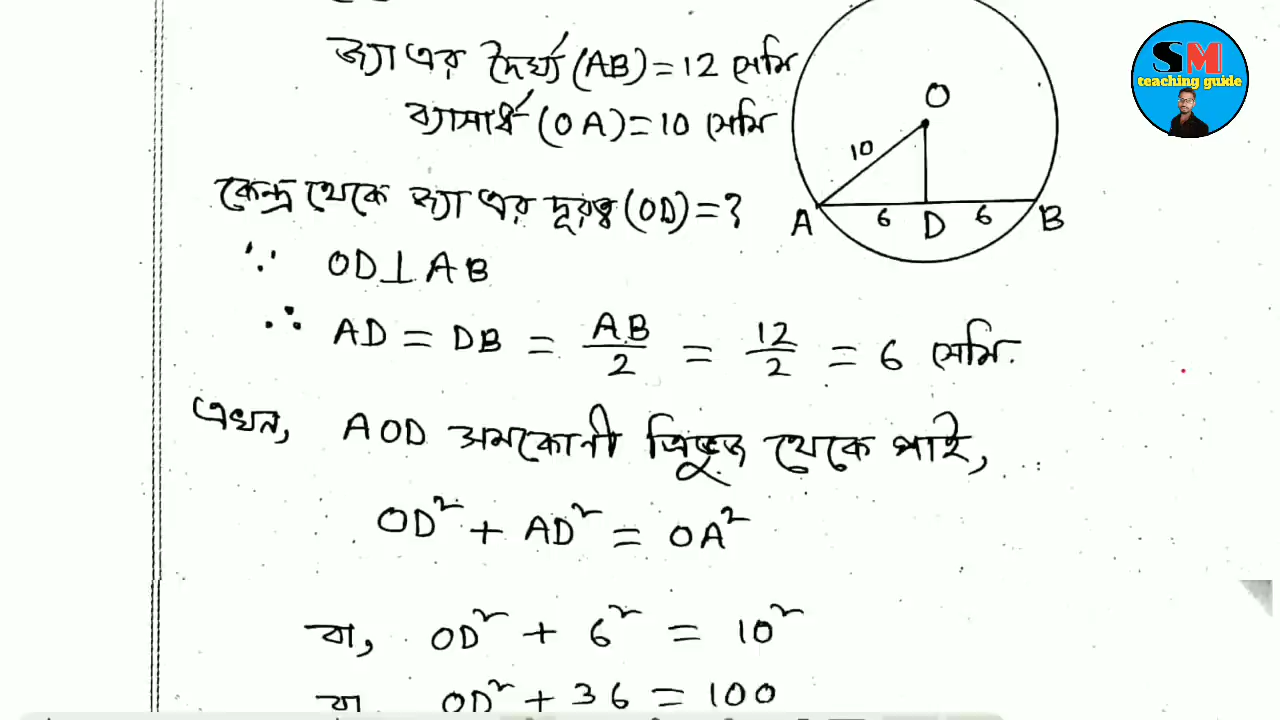 জ্যা এর দৈর্ঘ্য (AB) = 12 সেমি
ব্যাসার্ধ (OA) = 10 সেমি
কেন্দ্র থেকে জ্যা এর দূরত্ব (OD) = ?
∵ OD ⊥ AB
∴ AD = DB = AB/2 = 12/2 = 6 সেমি.
এখন, AOD সমকোনী ত্রিভুজ থেকে পাই,
OD² + AD² = OA²
বা, OD² + 6² = 10²
বা OD² + 36 = 100
O
10
A 6 D 6 B
SM
teaching guide